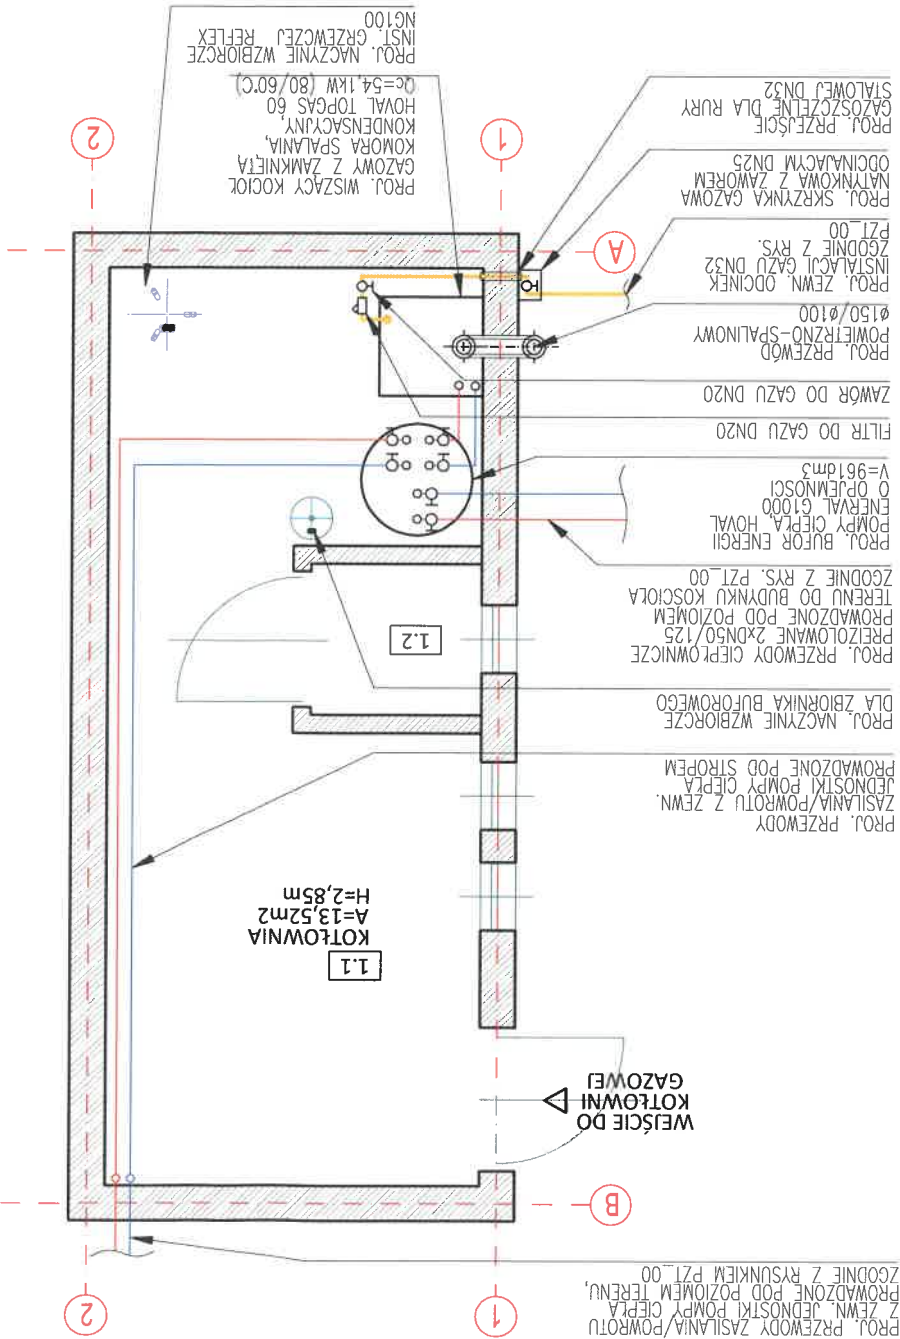 PROJ. PRZEWODY ZASILANIA/POWROTU
Z ZEWN. JEDNOSTKI POMPY CIEPŁA
PROWADZONE POD POZIOMEM TERENU,
ZGODNIE Z RYSUNKIEM PZT_00
1
2
B
WEJŚCIE DO
KOTŁOWNI
GAZOWEJ
1.1
KOTŁOWNIA
A=13,52m2
H=2,85m
PROJ. PRZEWODY
ZASILANIA/POWROTU Z ZEWN.
JEDNOSTKI POMPY CIEPŁA
PROWADZONE POD STROPEM
PROJ. NACZYNIE WZBIORCZE
DLA ZBIORNIKA BUFOROWEGO
1.2
PROJ. PRZEWODY CIEPŁOWNICZE
PREIZOLOWANE 2xDN50/125
PROWADZONE POD POZIOMEM
TERENU DO BUDYNKU KOŚCIOŁA
ZGODNIE Z RYS. PZT_00
PROJ. BUFOR ENERGII
POMPY CIEPŁA, HOVAL
ENERVAL G1000
O OPJEMNOŚCI
V=961dm3
FILTR DO GAZU DN20
ZAWÓR DO GAZU DN20
PROJ. PRZEWÓD
POWIETRZNO-SPALINOWY
ø150/ø100
PROJ. ZEWN. ODCINEK
INSTALACJI GAZU DN32
ZGODNIE Z RYS.
PZT_00
A
PROJ. SKRZYNKA GAZOWA
NATYNKOWA Z ZAWOREM
ODCINAJĄCYM DN25
PROJ. PRZEJŚCIE
GAZOSZCZELNE DLA RURY
STALOWEJ DN32
1
2
PROJ. WISZĄCY KOCIOŁ
GAZOWY Z ZAMKNIĘTĄ
KOMORĄ SPALANIA,
KONDENSACYJNY,
HOVAL TOPGAS 60
Qc=54,1kW (80/60°C)
PROJ. NACZYNIE WZBIORCZE
INST. GRZEWCZEJ REFLEX
NG100